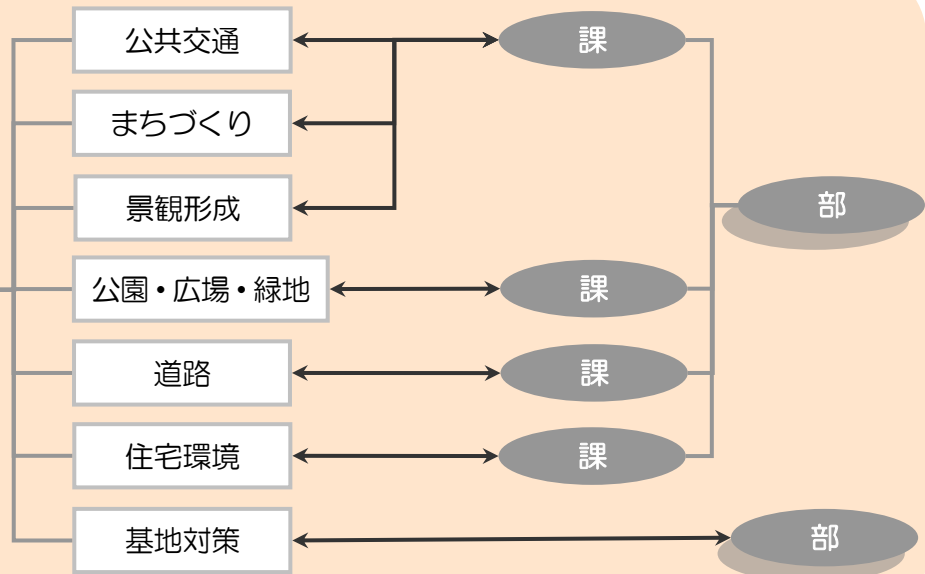 公共交通
課
まちづくり
景観形成
部
公園・広場・緑地
課
道路
課
住宅環境
課
基地対策
部